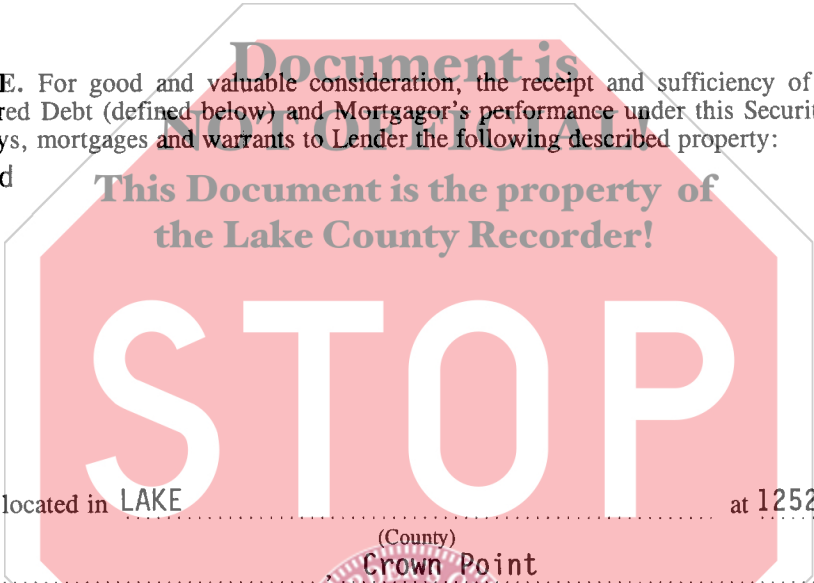 Document is
E. For good and valuable consideration, the receipt and sufficiency of
red Debt (defined below) and Mortgagor's performance under this Securit
NOT OFFICIAL!
ys, mortgages and warrants to Lender the following described property:
d
This Document is the property of
the Lake County Recorder!
STOP
located in LAKE at 1252
(County)
, Crown Point